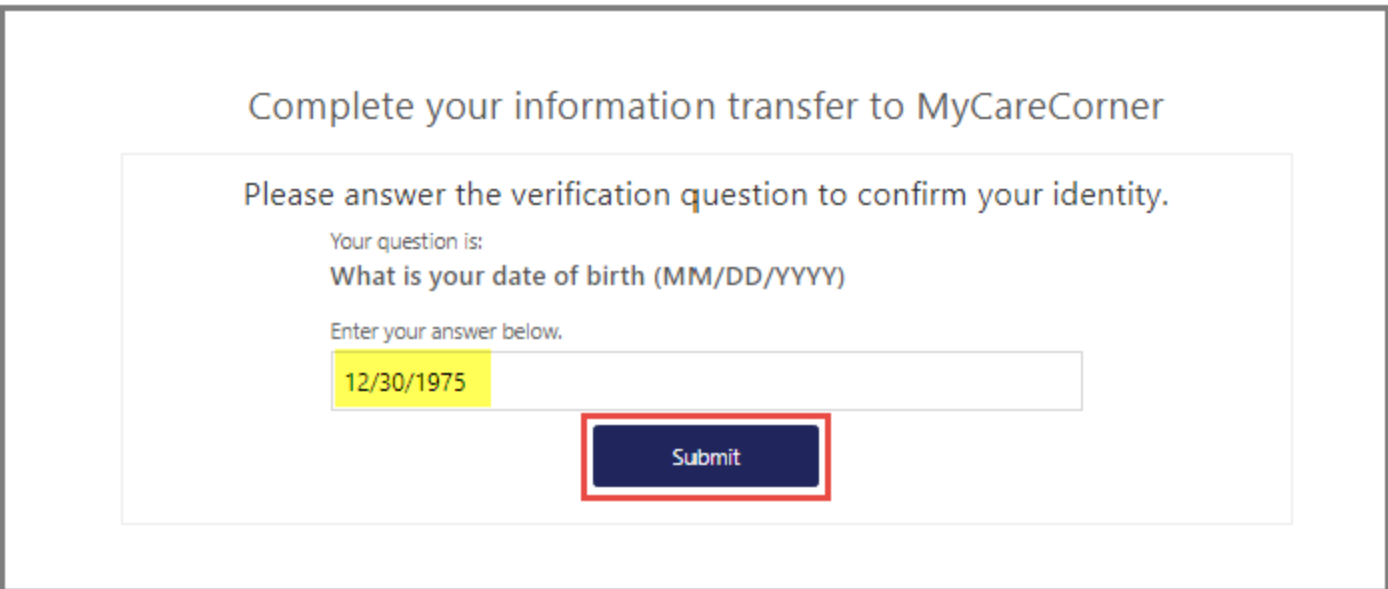 Complete your information transfer to MyCareCorner
Please answer the verification question to confirm your identity.
Your question is:
What is your date of birth (MM/DD/YYYY)
Enter your answer below.
12/30/1975
Submit